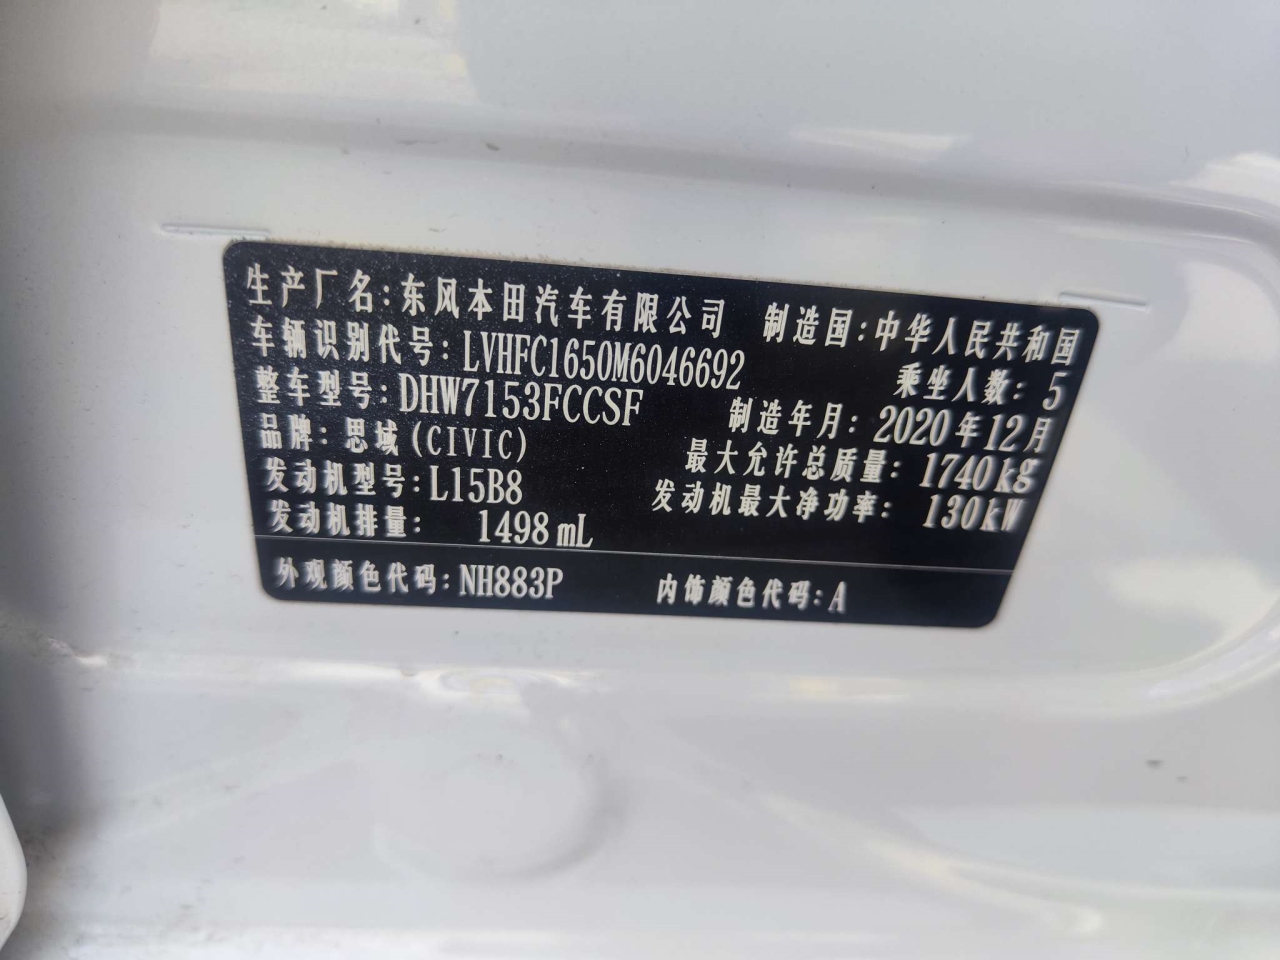 生产厂名:东风本田汽车有限公司 制造国:中华人民共和国
车辆识别代号:LVHFC1650M6046692 乘坐人数:5
整车型号:DHW7153FCCSF 制造年月:2020年12月
品牌:思域(CIVIC) 最大允许总质量:1740kg
发动机型号:L15B8 发动机最大净功率:130kW
发动机排量: 1498mL
外观颜色代码:NH883P 内饰颜色代码:A